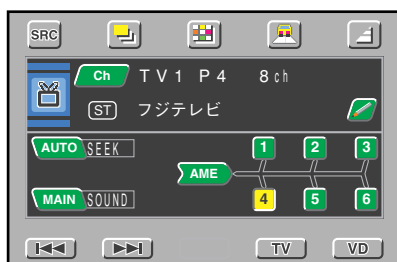 SRC
Ch TV1 P4 8ch
ST フジテレビ
AUTO SEEK 1 2 3
AME
MAIN SOUND 4 5 6
TV VD